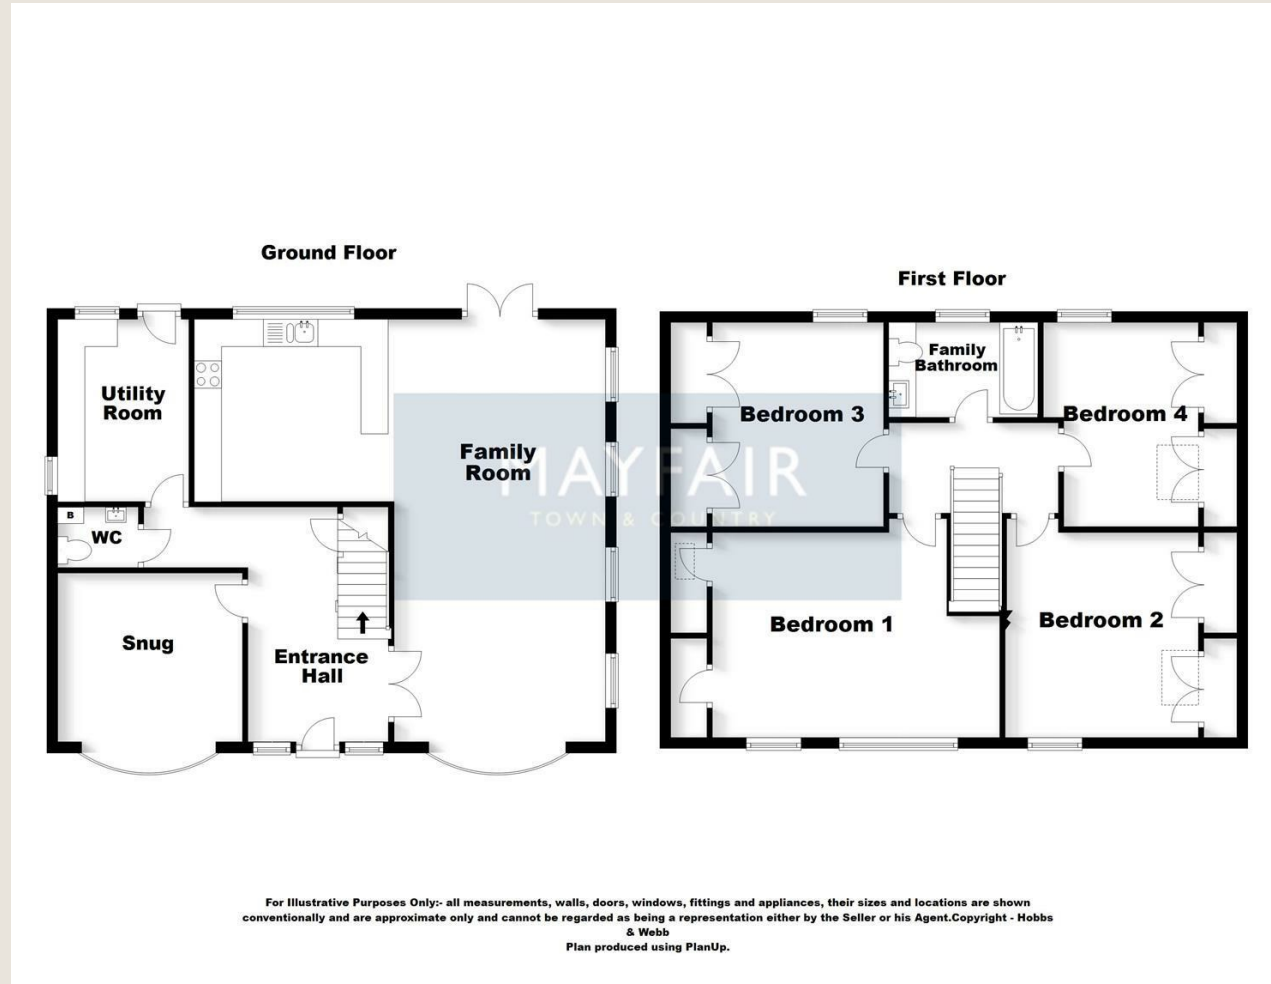 Ground Floor
First Floor
Utility
Room
Family
Room
B
WC
Snug
Entrance
Hall
Family
Bathroom
Bedroom 3
Bedroom 4
Bedroom 1
Bedroom 2
MAYFAIR
TOWN & COUNTRY
For Illustrative Purposes Only:- all measurements, walls, doors, windows, fittings and appliances, their sizes and locations are shown
conventionally and are approximate only and cannot be regarded as being a representation either by the Seller or his Agent.Copyright - Hobbs
& Webb
Plan produced using PlanUp.